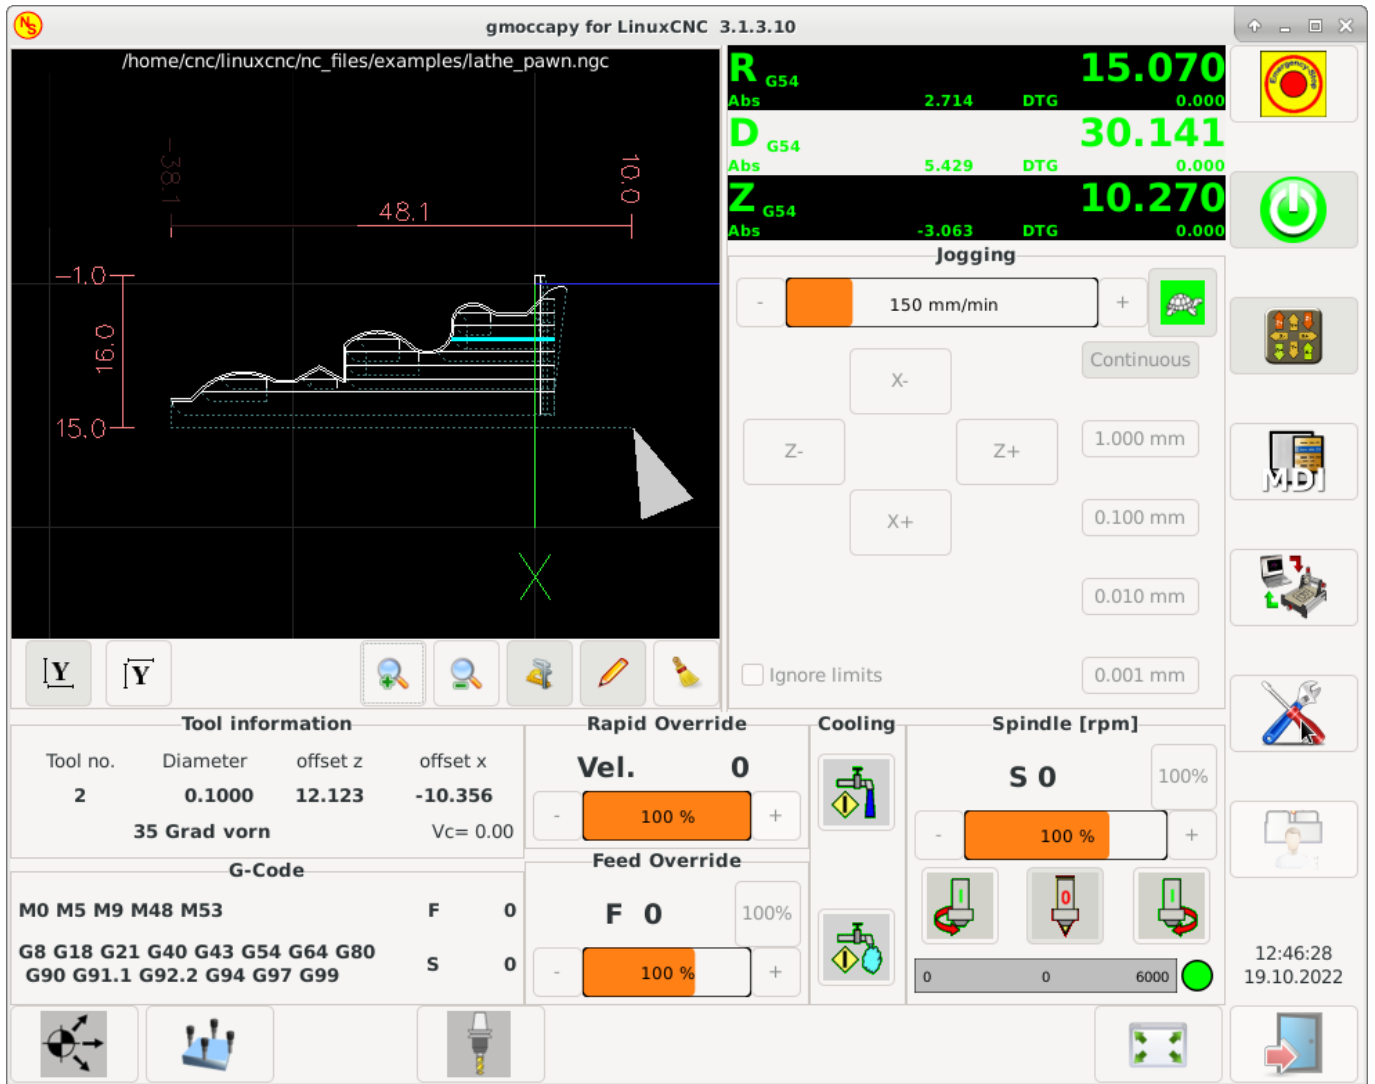 gmoccapy for LinuxCNC 3.1.3.10
/home/cnc/linuxcnc/nc_files/examples/lathe_pawn.ngc
-38.1
10.0
48.1
-1.0
16.0
15.0
X
R G54 15.070
Abs 2.714 DTG 0.000
D G54 30.141
Abs 5.429 DTG 0.000
Z G54 10.270
Abs -3.063 DTG 0.000
Emergency-Stop
Jogging
- 150 mm/min +
Continuous
X-
1.000 mm
Z- Z+
0.100 mm
X+
0.010 mm
Ignore limits
0.001 mm
MDI
Y Y
Tool information
Tool no. Diameter offset z offset x
2 0.1000 12.123 -10.356
35 Grad vorn Vc= 0.00
G-Code
M0 M5 M9 M48 M53 F 0
G8 G18 G21 G40 G43 G54 G64 G80
G90 G91.1 G92.2 G94 G97 G99
S 0
Rapid Override
Vel. 0
- 100 % +
Feed Override
F 0 100%
- 100 % +
Cooling
Spindle [rpm]
S 0 100%
- 100 % +
I 0 I
0 0 6000
12:46:28
19.10.2022